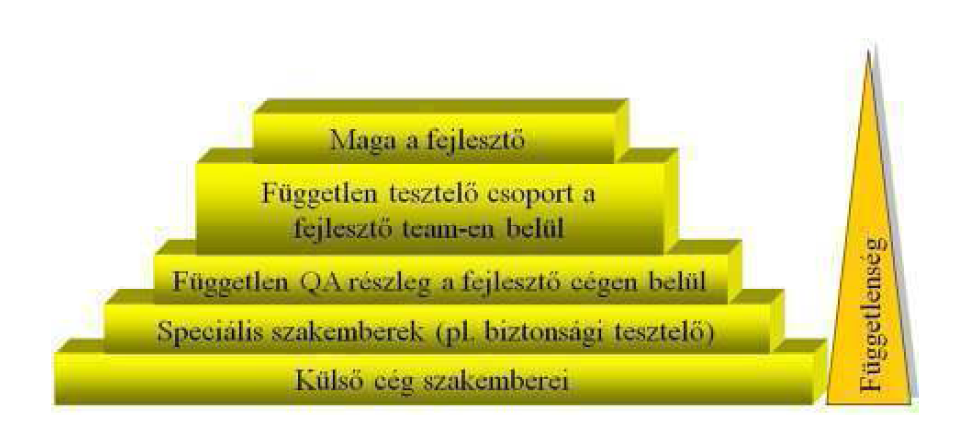 Maga a fejlesztő
Független tesztelő csoport a
fejlesztő team-en belül
Független QA részleg a fejlesztő cégen belül
Speciális szakemberek (pl. biztonsági tesztelő)
Külső cég szakemberei
Függetlenség